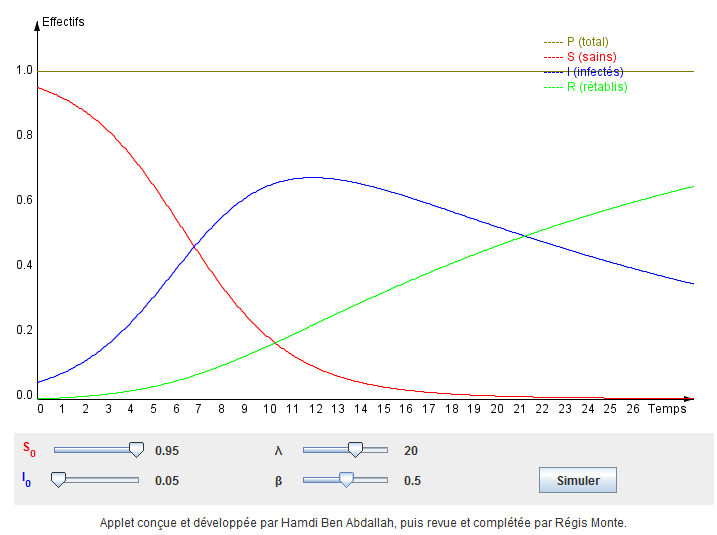 Effectifs
P (total)
S (sains)
I (infectés)
R (rétablis)
1.0
0.8
0.6
0.4
0.2
0.0
0 1 2 3 4 5 6 7 8 9 10 11 12 13 14 15 16 17 18 19 20 21 22 23 24 25 26 Temps
S0 0.95 λ 20
I0 0.05 β 0.5 Simuler
Applet conçue et développée par Hamdi Ben Abdallah, puis revue et complétée par Régis Monte.